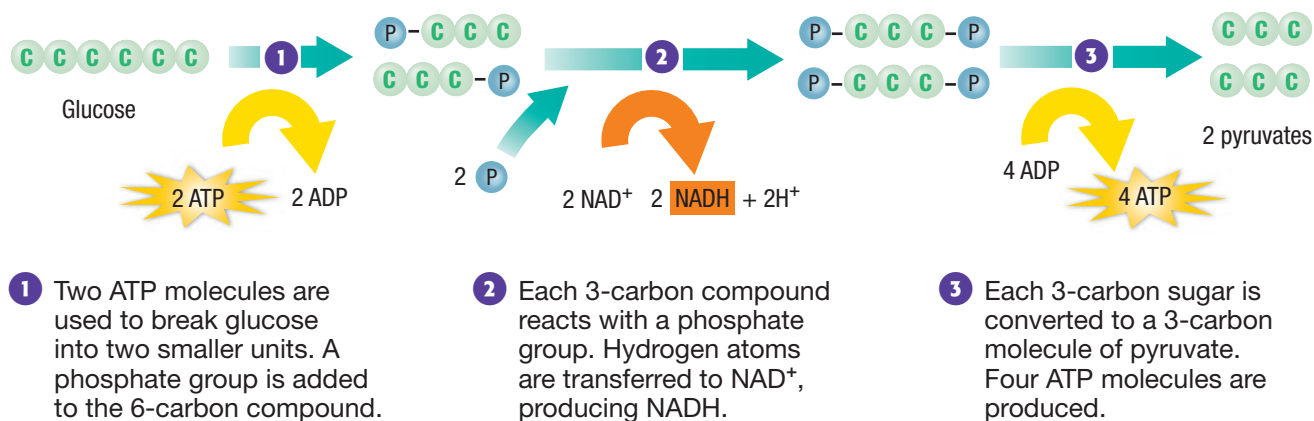 C C C C C C
Glucose
1
2 ATP
2 ADP
P C C C
C C C P
2 P
2
2 NAD⁺ 2 NADH + 2H⁺
P C C C P
P C C C P
3
4 ADP
4 ATP
C C C
C C C
2 pyruvates
1 Two ATP molecules are
used to break glucose
into two smaller units. A
phosphate group is added
to the 6-carbon compound.
2 Each 3-carbon compound
reacts with a phosphate
group. Hydrogen atoms
are transferred to NAD⁺,
producing NADH.
3 Each 3-carbon sugar is
converted to a 3-carbon
molecule of pyruvate.
Four ATP molecules are
produced.